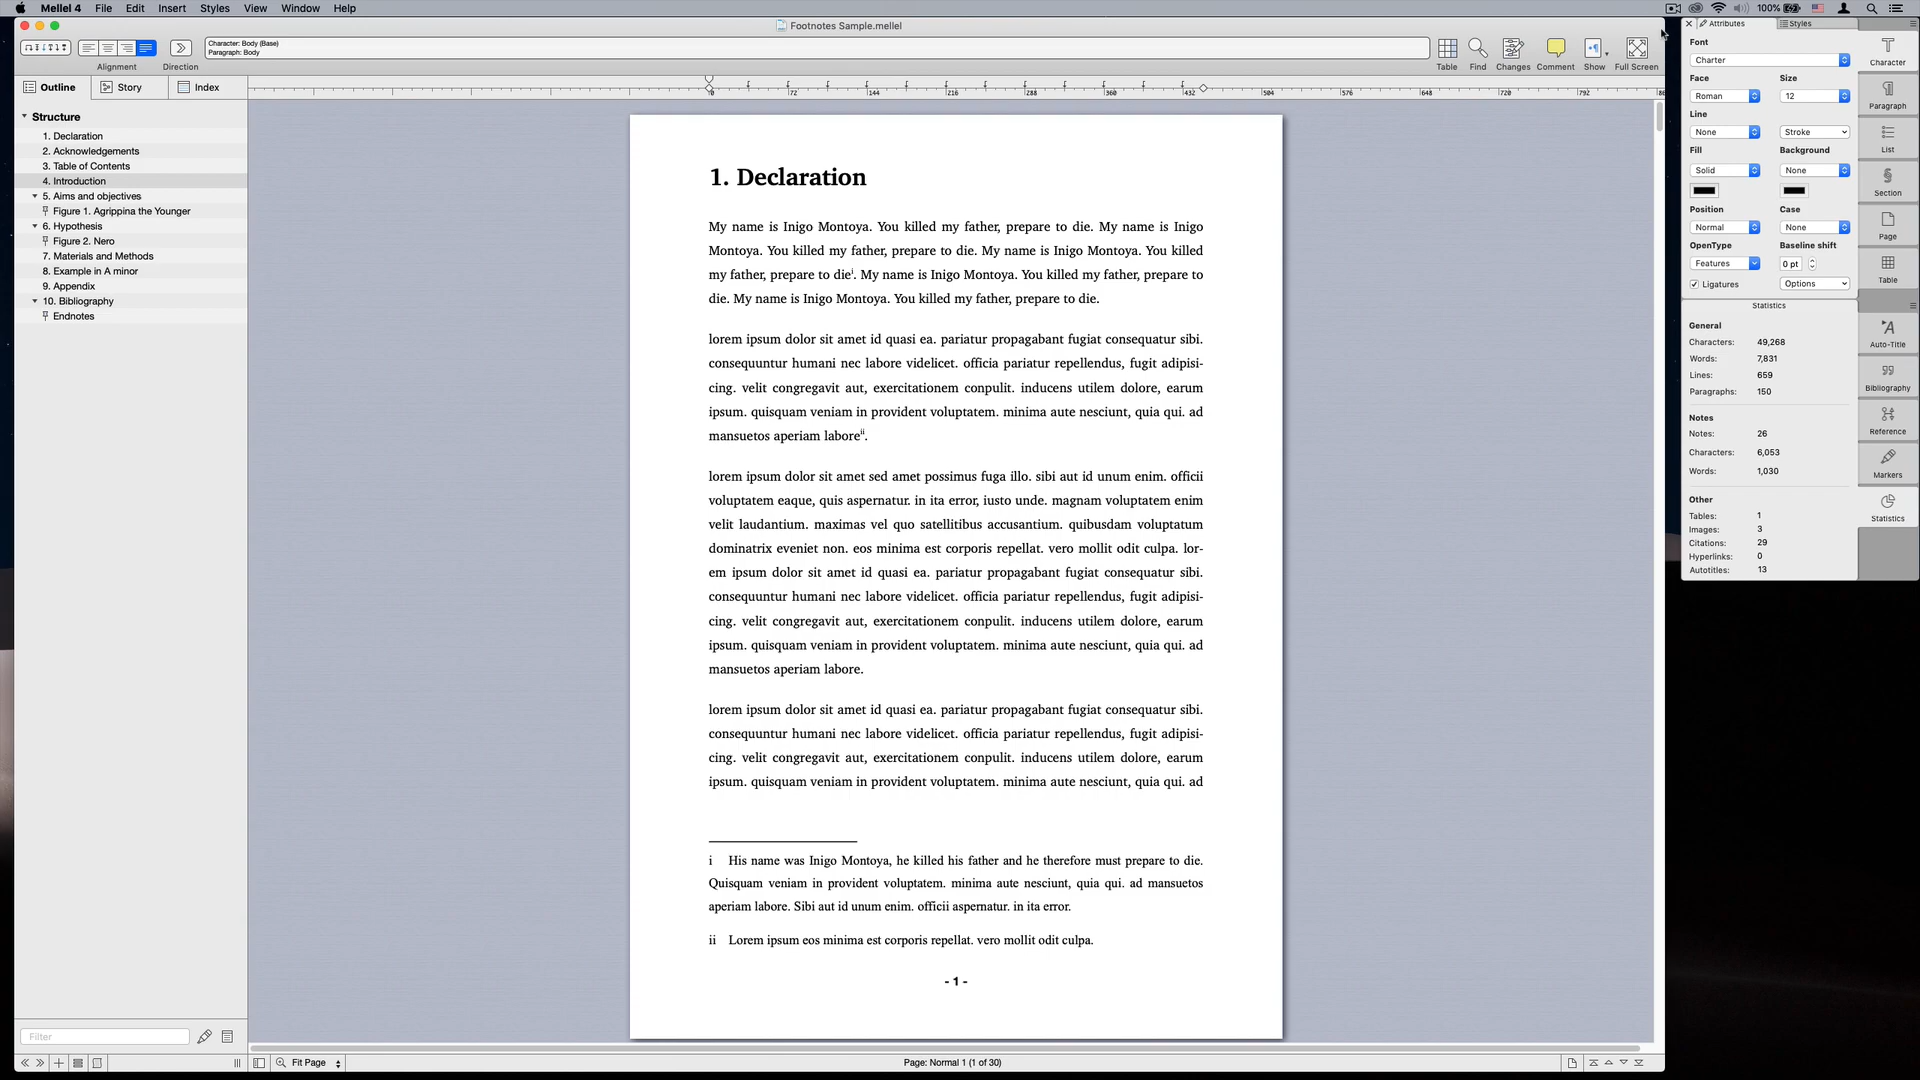 Mellel 4 File Edit Insert Styles View Window Help
100%
Footnotes Sample.mellel
Alignment
Direction
Character: Body (Base)
Paragraph: Body
Table
Find
Changes
Comment
Show
Full Screen
Outline
Story
Index
0 72 144 216 288 360 432 504 576 648 720 792
Structure
1. Declaration
2. Acknowledgements
3. Table of Contents
4. Introduction
5. Aims and objectives
Figure 1. Agrippina the Younger
6. Hypothesis
Figure 2. Nero
7. Materials and Methods
8. Example in A minor
9. Appendix
10. Bibliography
Endnotes
Filter
1. Declaration
My name is Inigo Montoya. You killed my father, prepare to die. My name is Inigo
Montoya. You killed my father, prepare to die. My name is Inigo Montoya. You killed
my father, prepare to dieⁱ. My name is Inigo Montoya. You killed my father, prepare to
die. My name is Inigo Montoya. You killed my father, prepare to die.
lorem ipsum dolor sit amet id quasi ea. pariatur propagabant fugiat consequatur sibi.
consequuntur humani nec labore videlicet. officia pariatur repellendus, fugit adipisi-
cing. velit congregavit aut, exercitationem conpulit. inducens utilem dolore, earum
ipsum. quisquam veniam in provident voluptatem. minima aute nesciunt, quia qui. ad
mansuetos aperiam laboreⁱⁱ.
lorem ipsum dolor sit amet sed amet possimus fuga illo. sibi aut id unum enim. officii
voluptatem eaque, quis aspernatur. in ita error, iusto unde. magnam voluptatem enim
velit laudantium. maximas vel quo satellitibus accusantium. quibusdam voluptatum
dominatrix eveniet non. eos minima est corporis repellat. vero mollit odit culpa. lor-
em ipsum dolor sit amet id quasi ea. pariatur propagabant fugiat consequatur sibi.
consequuntur humani nec labore videlicet. officia pariatur repellendus, fugit adipisi-
cing. velit congregavit aut, exercitationem conpulit. inducens utilem dolore, earum
ipsum. quisquam veniam in provident voluptatem. minima aute nesciunt, quia qui. ad
mansuetos aperiam labore.
lorem ipsum dolor sit amet id quasi ea. pariatur propagabant fugiat consequatur sibi.
consequuntur humani nec labore videlicet. officia pariatur repellendus, fugit adipisi-
cing. velit congregavit aut, exercitationem conpulit. inducens utilem dolore, earum
ipsum. quisquam veniam in provident voluptatem. minima aute nesciunt, quia qui. ad
i His name was Inigo Montoya, he killed his father and he therefore must prepare to die.
Quisquam veniam in provident voluptatem. minima aute nesciunt, quia qui. ad mansuetos
aperiam labore. Sibi aut id unum enim. officii aspernatur. in ita error.
ii Lorem ipsum eos minima est corporis repellat. vero mollit odit culpa.
- 1 -
Fit Page
Page: Normal 1 (1 of 30)
Attributes
Styles
Font
Charter
Face Size
Roman 12
Line
None Stroke
Fill Background
Solid None
Position Case
Normal None
OpenType Baseline shift
Features 0 pt
Ligatures Options
Statistics
General
Characters: 49,268
Words: 7,831
Lines: 659
Paragraphs: 150
Notes
Notes: 26
Characters: 6,053
Words: 1,030
Other
Tables: 1
Images: 3
Citations: 29
Hyperlinks: 0
Autotitles: 13
Character
Paragraph
List
Section
Page
Table
Auto-Title
Bibliography
Reference
Markers
Statistics